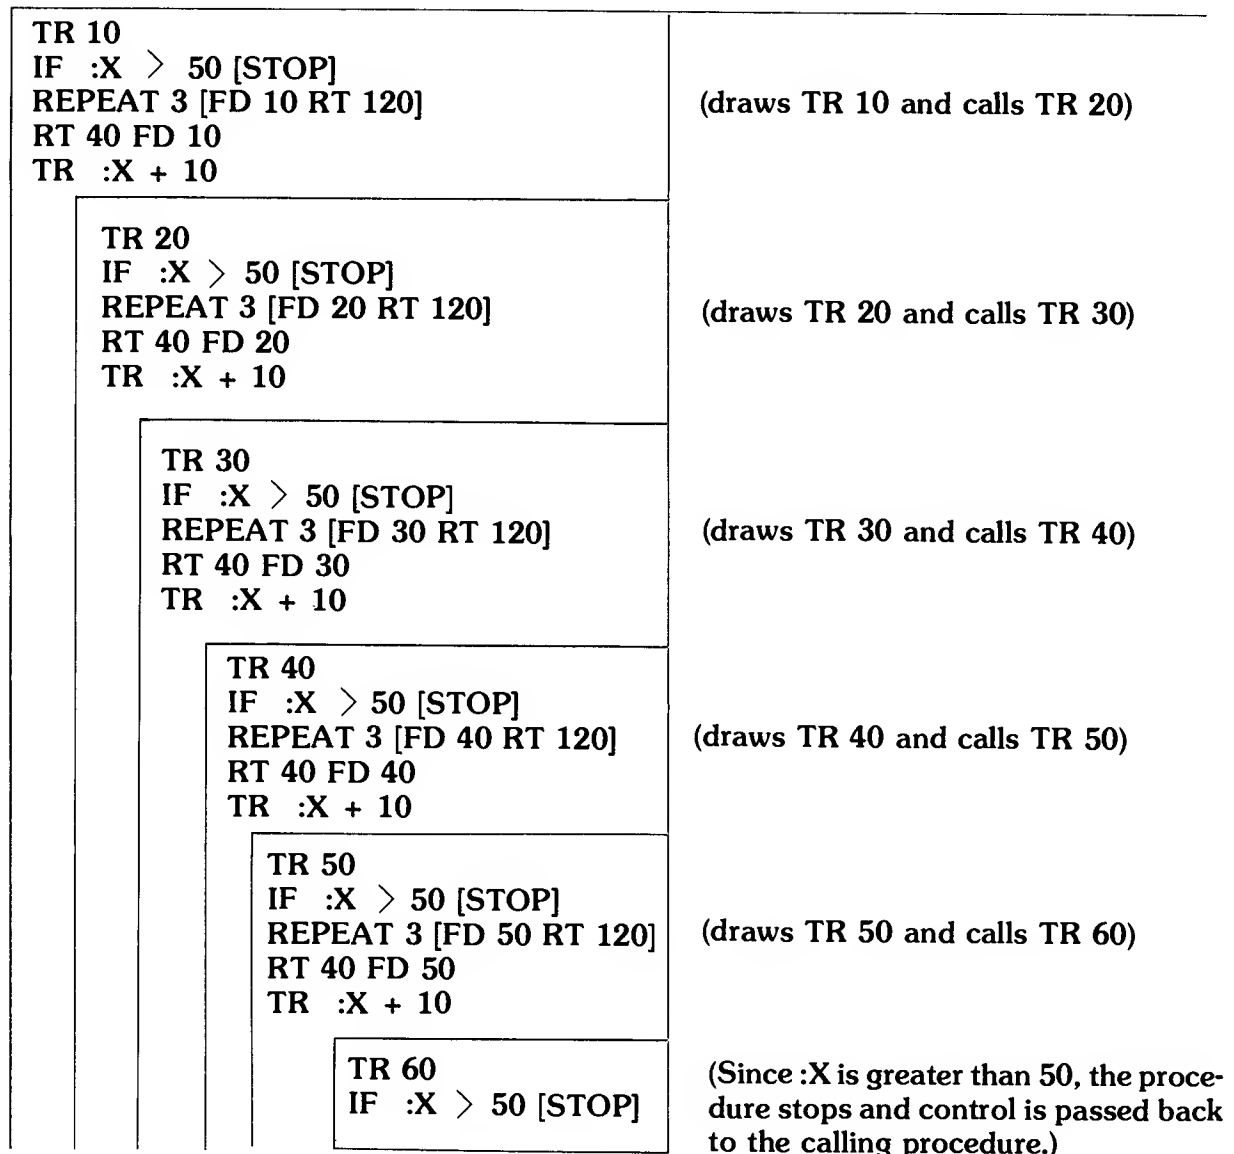 TR 10
IF :X > 50 [STOP]
REPEAT 3 [FD 10 RT 120]
(draws TR 10 and calls TR 20)
RT 40 FD 10
TR :X + 10
TR 20
IF :X > 50 [STOP]
REPEAT 3 [FD 20 RT 120]
(draws TR 20 and calls TR 30)
RT 40 FD 20
TR :X + 10
TR 30
IF :X > 50 [STOP]
REPEAT 3 [FD 30 RT 120]
(draws TR 30 and calls TR 40)
RT 40 FD 30
TR :X + 10
TR 40
IF :X > 50 [STOP]
REPEAT 3 [FD 40 RT 120]
(draws TR 40 and calls TR 50)
RT 40 FD 40
TR :X + 10
TR 50
IF :X > 50 [STOP]
REPEAT 3 [FD 50 RT 120]
(draws TR 50 and calls TR 60)
RT 40 FD 50
TR :X + 10
TR 60
IF :X > 50 [STOP]
(Since :X is greater than 50, the proce-
dure stops and control is passed back
to the calling procedure.)